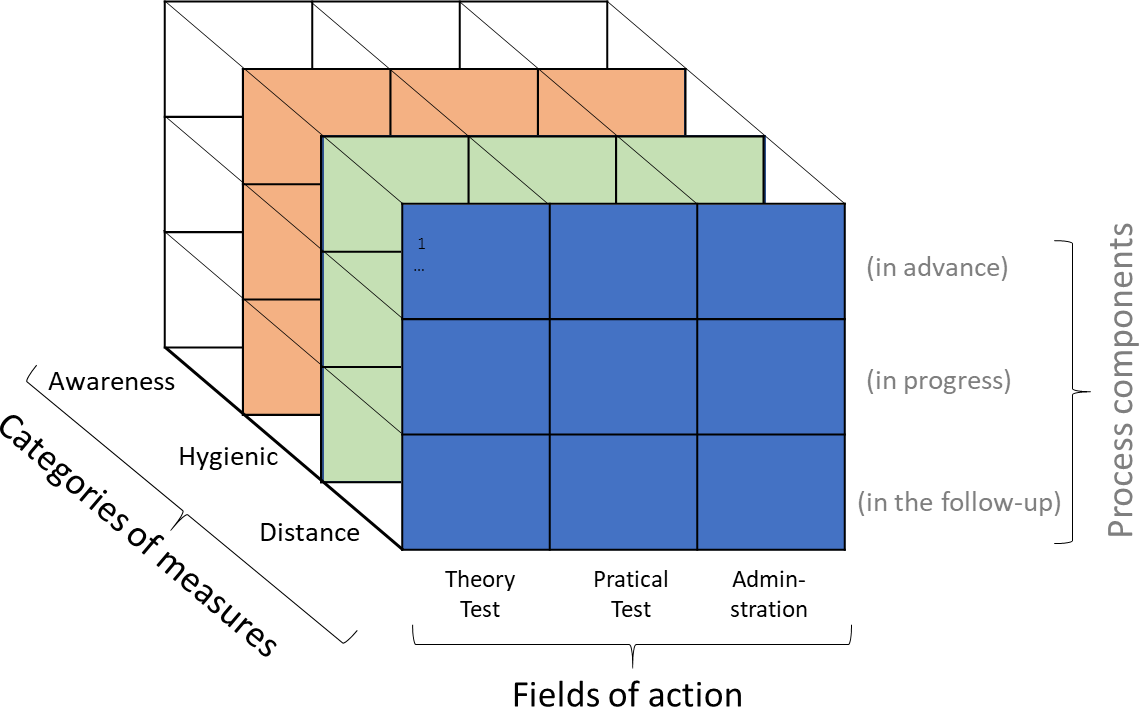 1
...
(in advance)
(in progress)
(in the follow-up)
Process components
Awareness
Hygienic
Distance
Categories of measures
Theory
Test
Pratical
Test
Admin-
stration
Fields of action